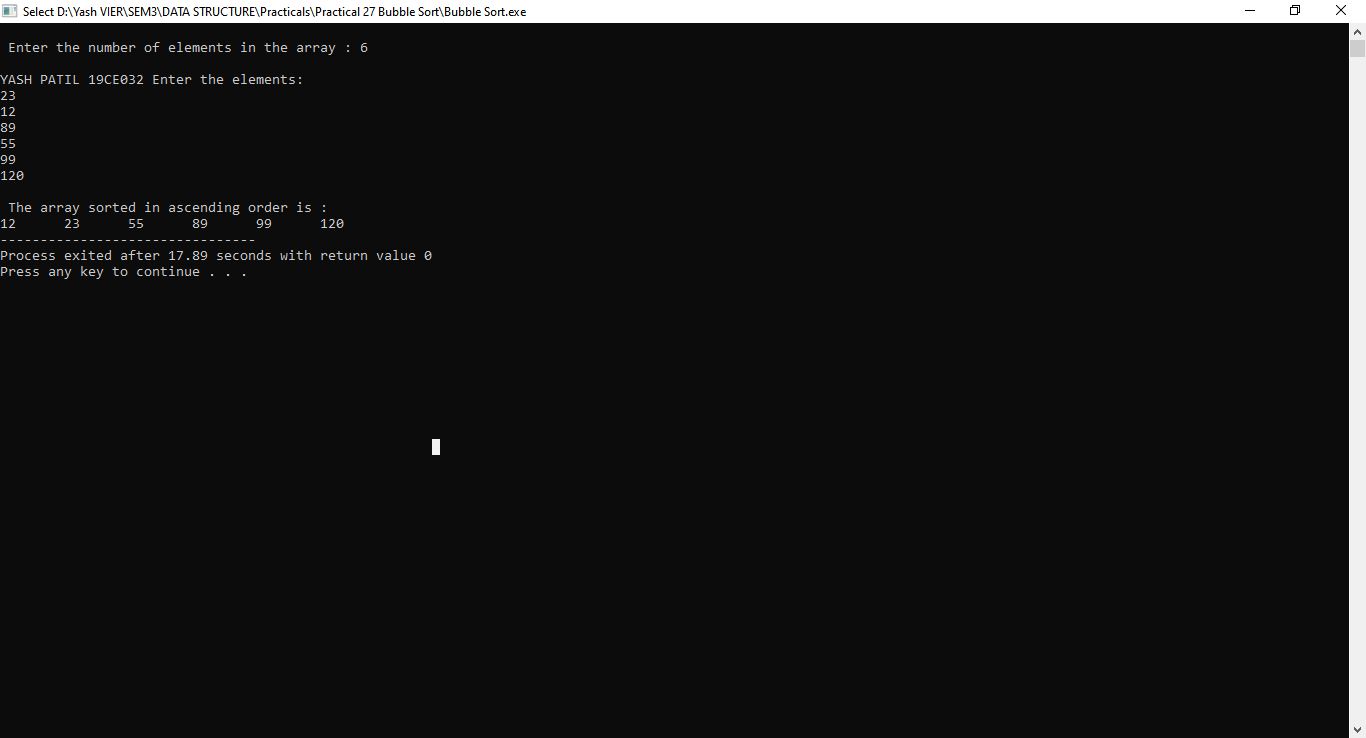 Select D:\Yash VIER\SEM3\DATA STRUCTURE\Practicals\Practical 27 Bubble Sort\Bubble Sort.exe
Enter the number of elements in the array : 6
YASH PATIL 19CE032 Enter the elements:
23
12
89
55
99
120
The array sorted in ascending order is :
12 23 55 89 99 120
--------------------------------
Process exited after 17.89 seconds with return value 0
Press any key to continue . . .